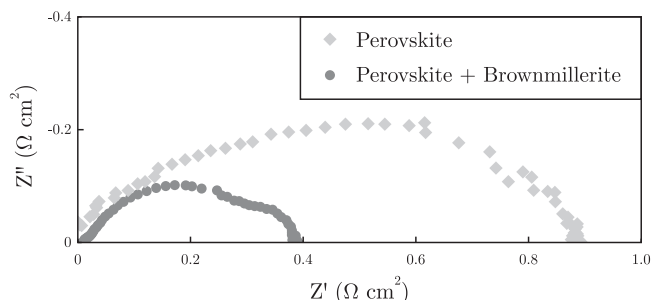 -0.4
Perovskite
Perovskite + Brownmillerite
-0.2
Z'' (Ω cm²)
0
0 0.2 0.4 0.6 0.8 1.0
Z' (Ω cm²)